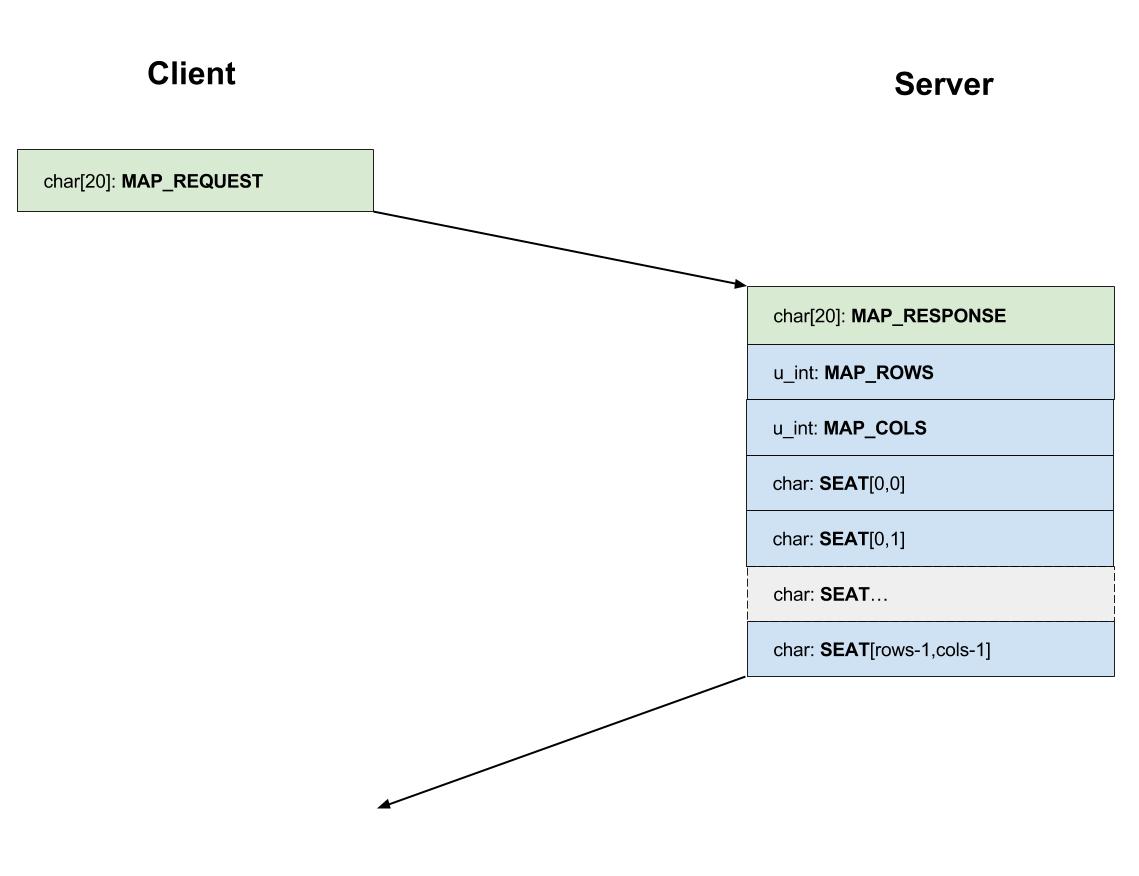 Client
Server
char[20]: MAP_REQUEST
char[20]: MAP_RESPONSE
u_int: MAP_ROWS
u_int: MAP_COLS
char: SEAT[0,0]
char: SEAT[0,1]
char: SEAT…
char: SEAT[rows-1,cols-1]